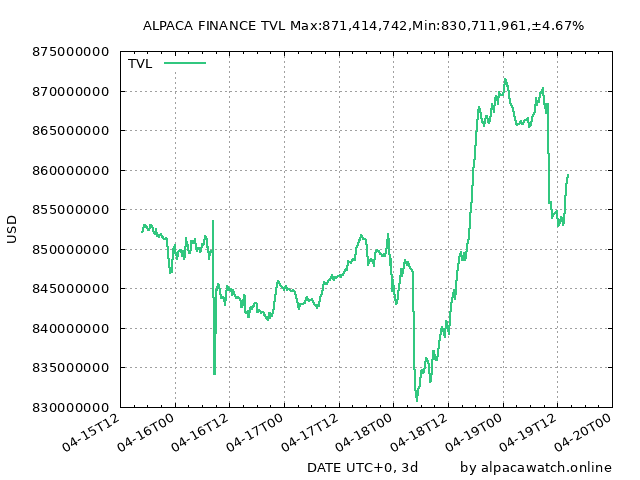 ALPACA FINANCE TVL Max:871,414,742,Min:830,711,961,±4.67%
TVL
875000000
870000000
865000000
860000000
855000000
850000000
845000000
840000000
835000000
830000000
USD
04-15T12
04-16T00
04-16T12
04-17T00
04-17T12
04-18T00
04-18T12
04-19T00
04-19T12
04-20T00
DATE UTC+0, 3d
by alpacawatch.online